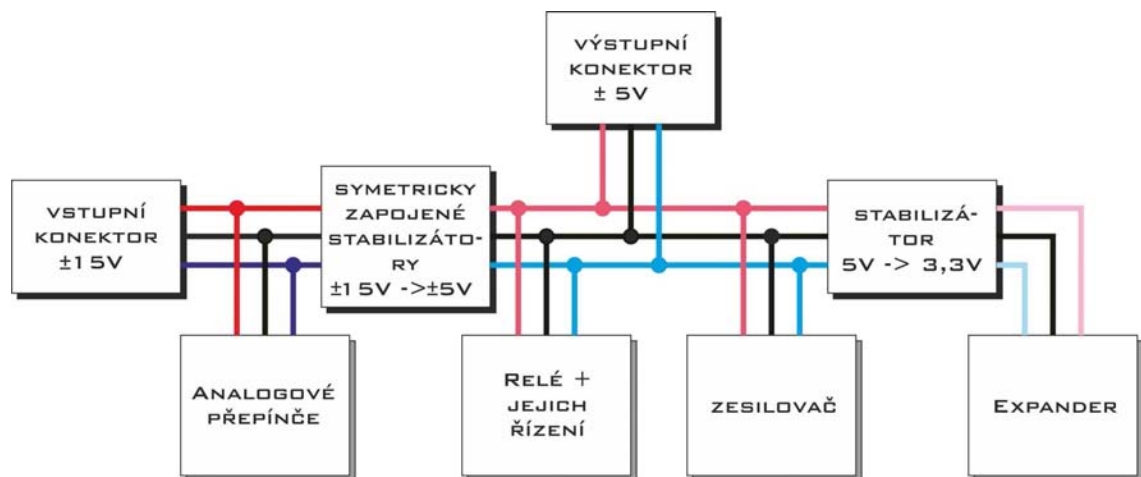 VÝSTUPNÍ
KONEKTOR
± 5V
VSTUPNÍ
KONEKTOR
±15V
SYMETRICKY
ZAPOJENÉ
STABILIZÁTO-
RY
±15V ->±5V
STABILIZÁ-
TOR
5V -> 3,3V
ANALOGOVÉ
PŘEPÍNČE
RELÉ +
JEJICH
ŘÍZENÍ
ZESILOVAČ
EXPANDER